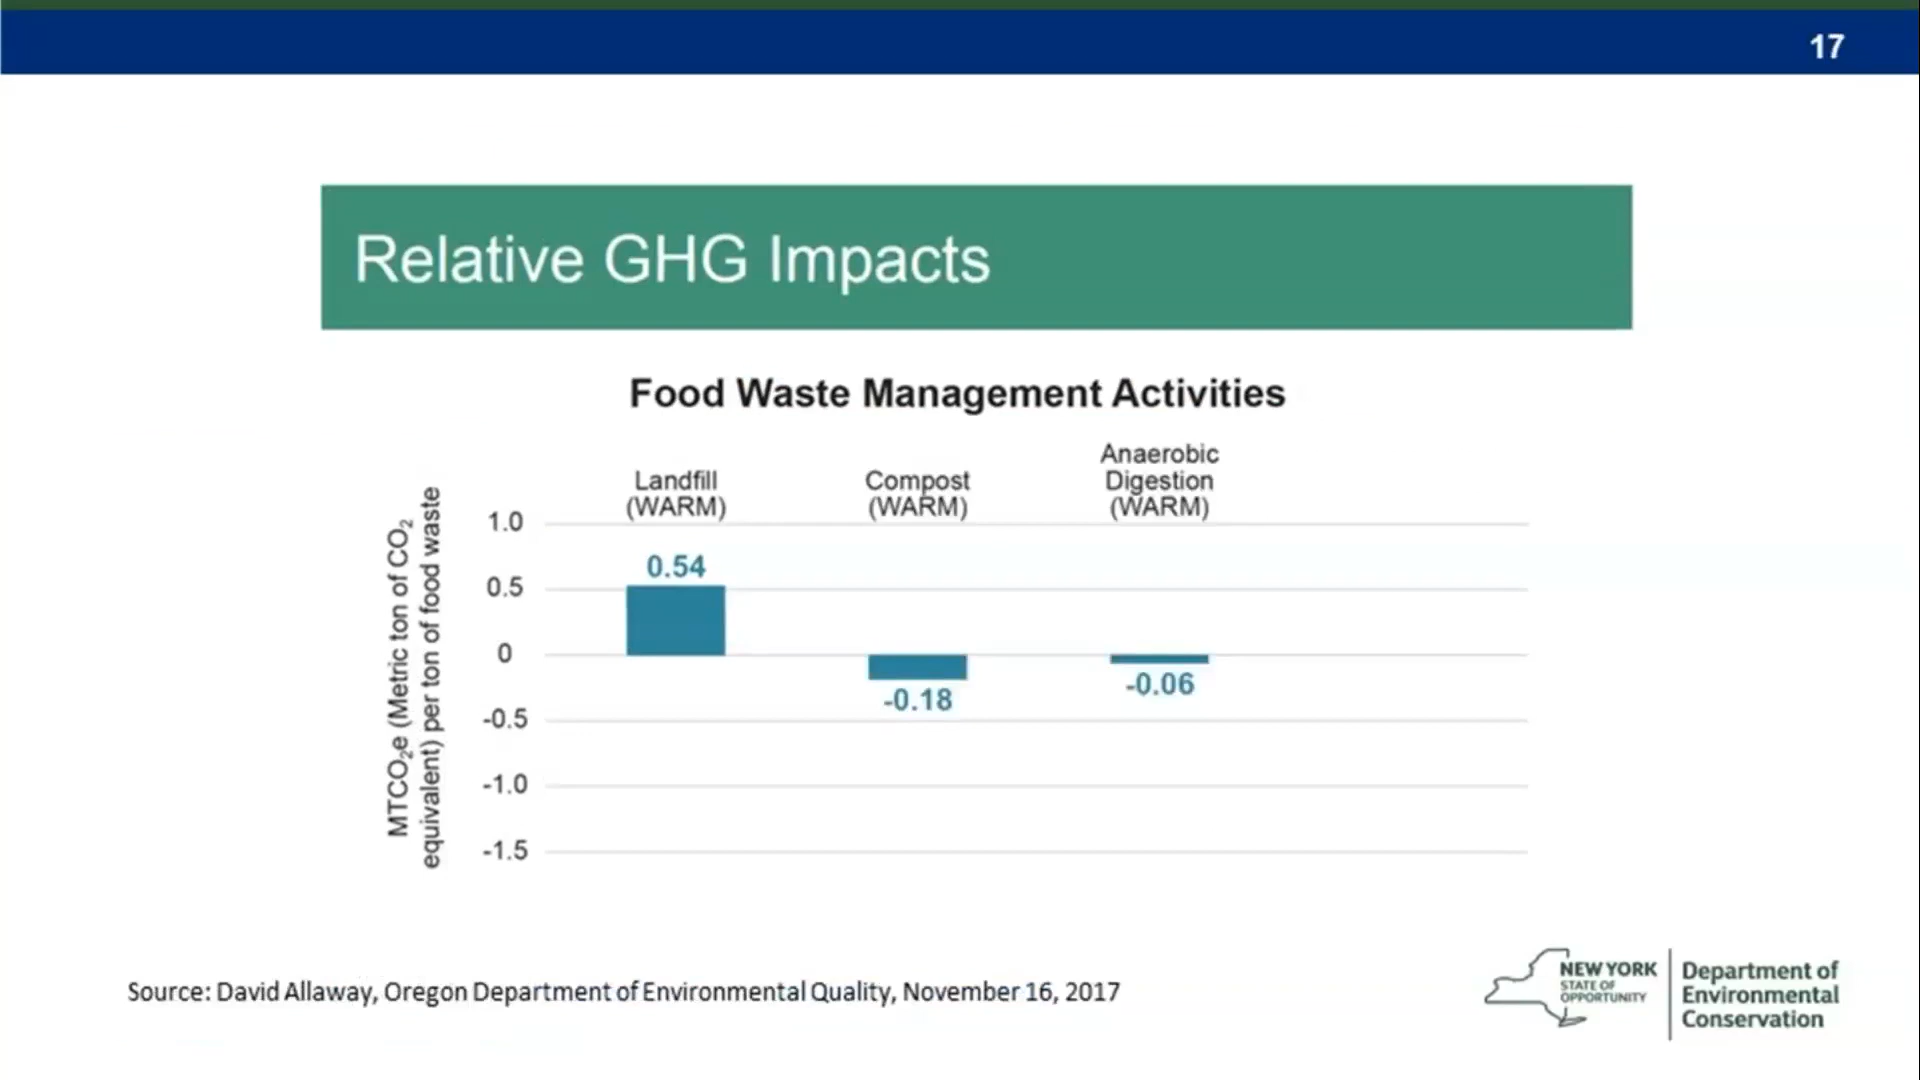 17
Relative GHG Impacts
Food Waste Management Activities
Landfill
(WARM)
Compost
(WARM)
Anaerobic
Digestion
(WARM)
MTCO₂e (Metric ton of CO₂
equivalent) per ton of food waste
1.0
0.5
0
-0.5
-1.0
-1.5
0.54
-0.18
-0.06
Source: David Allaway, Oregon Department of Environmental Quality, November 16, 2017
NEW YORK
STATE OF
OPPORTUNITY
Department of
Environmental
Conservation